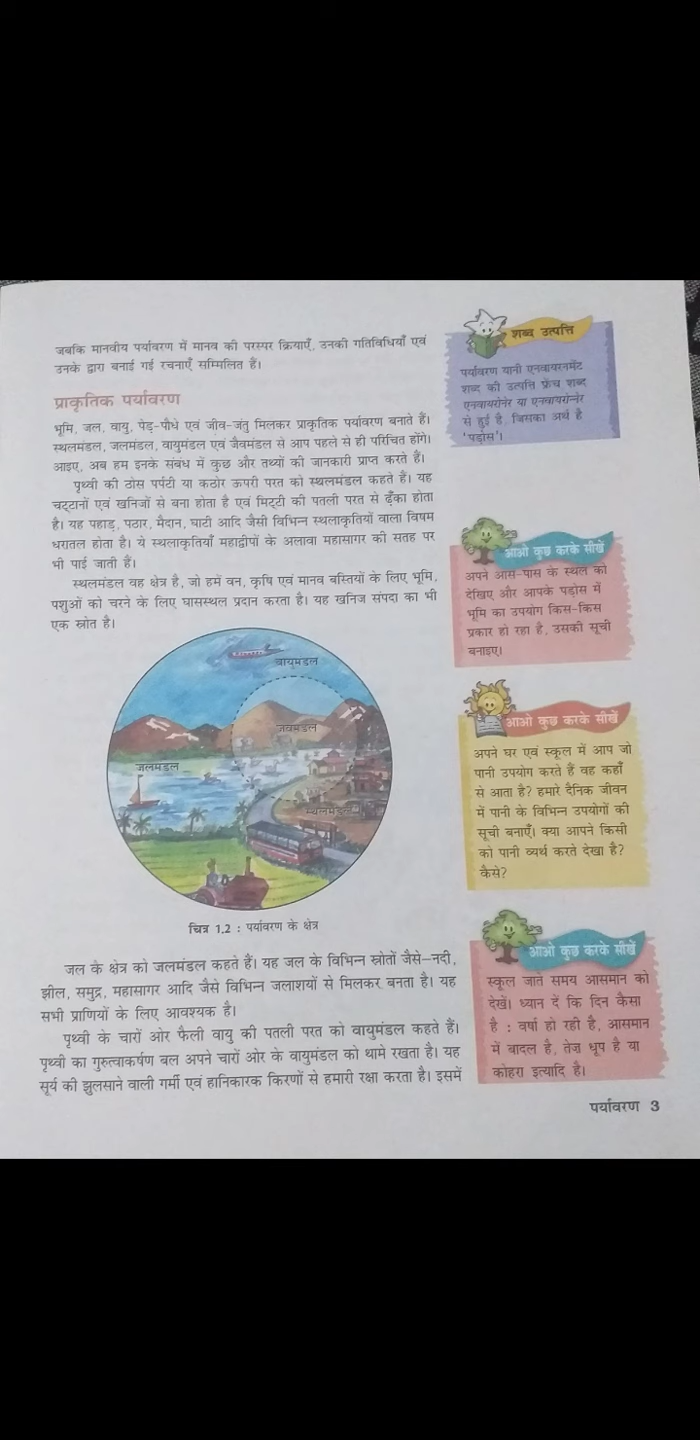 जबकि मानवीय पर्यावरण में मानव की परस्पर क्रियाएँ, उनकी गतिविधियाँ एवं
उनके द्वारा बनाई गई रचनाएँ सम्मिलित हैं।
प्राकृतिक पर्यावरण
भूमि, जल, वायु, पेड़-पौधे एवं जीव-जंतु मिलकर प्राकृतिक पर्यावरण बनाते हैं।
स्थलमंडल, जलमंडल, वायुमंडल एवं जैवमंडल से आप पहले से ही परिचित होंगे।
आइए, अब हम इनके संबंध में कुछ और तथ्यों की जानकारी प्राप्त करते हैं।
पृथ्वी की ठोस पर्पटी या कठोर ऊपरी परत को स्थलमंडल कहते हैं। यह
चट्टानों एवं खनिजों से बना होता है एवं मिट्टी की पतली परत से ढँका होता
है। यह पहाड़, पठार, मैदान, घाटी आदि जैसी विभिन्न स्थलाकृतियों वाला विषम
धरातल होता है। ये स्थलाकृतियाँ महाद्वीपों के अलावा महासागर की सतह पर
भी पाई जाती हैं।
स्थलमंडल वह क्षेत्र है, जो हमें वन, कृषि एवं मानव बस्तियों के लिए भूमि,
पशुओं को चरने के लिए घासस्थल प्रदान करता है। यह खनिज संपदा का भी
एक स्रोत है।
वायुमंडल
जैवमंडल
जलमंडल
स्थलमंडल
चित्र 1.2 : पर्यावरण के क्षेत्र
जल के क्षेत्र को जलमंडल कहते हैं। यह जल के विभिन्न स्रोतों जैसे–नदी,
झील, समुद्र, महासागर आदि जैसे विभिन्न जलाशयों से मिलकर बनता है। यह
सभी प्राणियों के लिए आवश्यक है।
पृथ्वी के चारों ओर फैली वायु की पतली परत को वायुमंडल कहते हैं।
पृथ्वी का गुरुत्वाकर्षण बल अपने चारों ओर के वायुमंडल को थामे रखता है। यह
सूर्य की झुलसाने वाली गर्मी एवं हानिकारक किरणों से हमारी रक्षा करता है। इसमें
शब्द उत्पत्ति
पर्यावरण यानी एनवायरनमेंट
शब्द की उत्पत्ति फ्रेंच शब्द
एनवायरोनेर या एनवायरोन्नेर
से हुई है, जिसका अर्थ है
'पड़ोस'।
आओ कुछ करके सीखें
अपने आस-पास के स्थल को
देखिए और आपके पड़ोस में
भूमि का उपयोग किस-किस
प्रकार हो रहा है, उसकी सूची
बनाइए।
आओ कुछ करके सीखें
अपने घर एवं स्कूल में आप जो
पानी उपयोग करते हैं वह कहाँ
से आता है? हमारे दैनिक जीवन
में पानी के विभिन्न उपयोगों की
सूची बनाएँ। क्या आपने किसी
को पानी व्यर्थ करते देखा है?
कैसे?
आओ कुछ करके सीखें
स्कूल जाते समय आसमान को
देखें। ध्यान दें कि दिन कैसा
है : वर्षा हो रही है, आसमान
में बादल है, तेज़ धूप है या
कोहरा इत्यादि है।
पर्यावरण 3